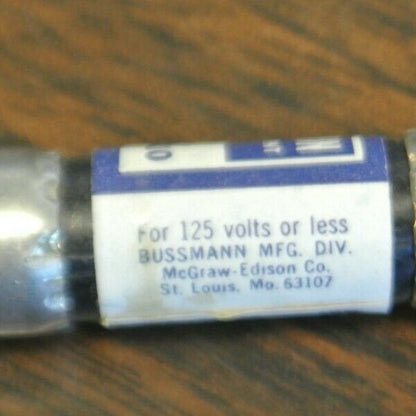 For 125 volts or less
BUSSMANN MFG. DIV.
McGraw-Edison Co.
St. Louis, Mo. 63107